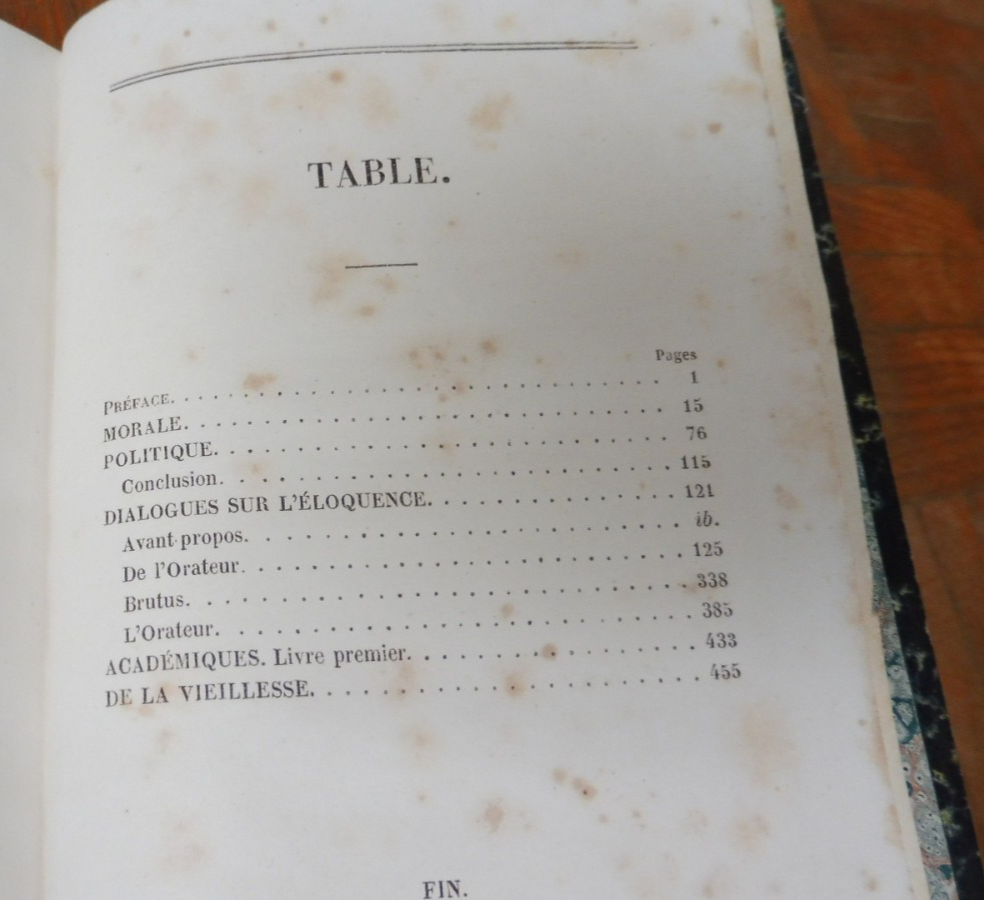 TABLE.
Pages
PRÉFACE. . . . . . . . . . . . . . . . . . . . . . . . . . . 1
MORALE. . . . . . . . . . . . . . . . . . . . . . . . . . . 15
POLITIQUE. . . . . . . . . . . . . . . . . . . . . . . . . . 76
Conclusion. . . . . . . . . . . . . . . . . . . . . . . . . . 115
DIALOGUES SUR L'ÉLOQUENCE. . . . . . . . . . . . . . 121
Avant-propos. . . . . . . . . . . . . . . . . . . . . . . . ib.
De l'Orateur. . . . . . . . . . . . . . . . . . . . . . . . 125
Brutus. . . . . . . . . . . . . . . . . . . . . . . . . . . 338
L'Orateur. . . . . . . . . . . . . . . . . . . . . . . . . . 385
ACADÉMIQUES. Livre premier. . . . . . . . . . . . . . . 433
DE LA VIEILLESSE. . . . . . . . . . . . . . . . . . . . . 455
FIN.